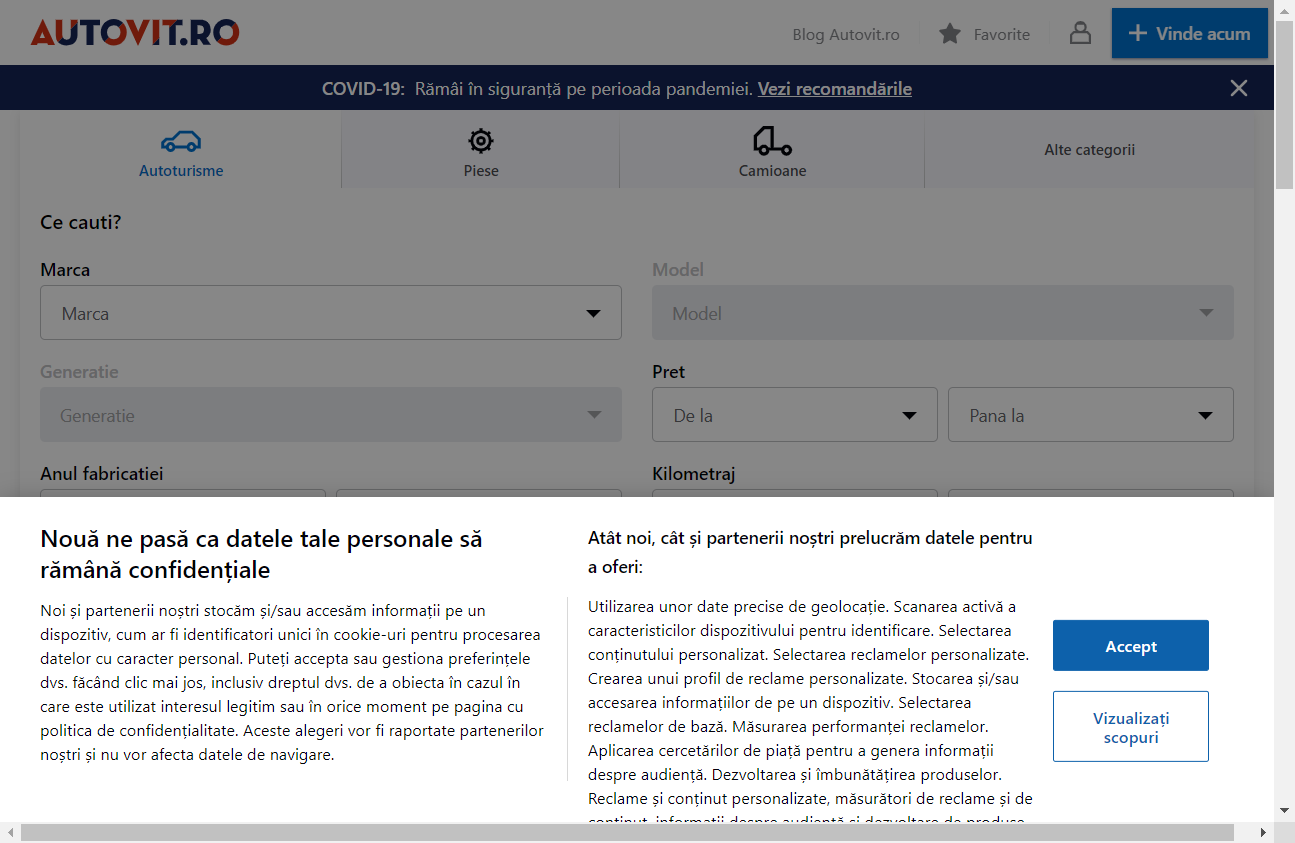 AUTOVIT.RO
Blog Autovit.ro
Favorite
Vinde acum
COVID-19: Rămâi în siguranță pe perioada pandemiei. Vezi recomandările
Autoturisme
Piese
Camioane
Alte categorii
Ce cauti?
Marca
Model
Marca
Model
Generatie
Pret
Generatie
De la
Pana la
Anul fabricatiei
Kilometraj
Nouă ne pasă ca datele tale personale să
rămână confidențiale
Noi și partenerii noștri stocăm și/sau accesăm informații pe un
dispozitiv, cum ar fi identificatori unici în cookie-uri pentru procesarea
datelor cu caracter personal. Puteți accepta sau gestiona preferințele
dvs. făcând clic mai jos, inclusiv dreptul dvs. de a obiecta în cazul în
care este utilizat interesul legitim sau în orice moment pe pagina cu
politica de confidențialitate. Aceste alegeri vor fi raportate partenerilor
noștri și nu vor afecta datele de navigare.
Atât noi, cât și partenerii noștri prelucrăm datele pentru
a oferi:
Utilizarea unor date precise de geolocație. Scanarea activă a
caracteristicilor dispozitivului pentru identificare. Selectarea
conținutului personalizat. Selectarea reclamelor personalizate.
Crearea unui profil de reclame personalizate. Stocarea și/sau
accesarea informațiilor de pe un dispozitiv. Selectarea
reclamelor de bază. Măsurarea performanței reclamelor.
Aplicarea cercetărilor de piață pentru a genera informații
despre audiență. Dezvoltarea și îmbunătățirea produselor.
Reclame și conținut personalizate, măsurători de reclame și de
conținut, informații despre audiență și dezvoltare de produse.
Accept
Vizualizați
scopuri